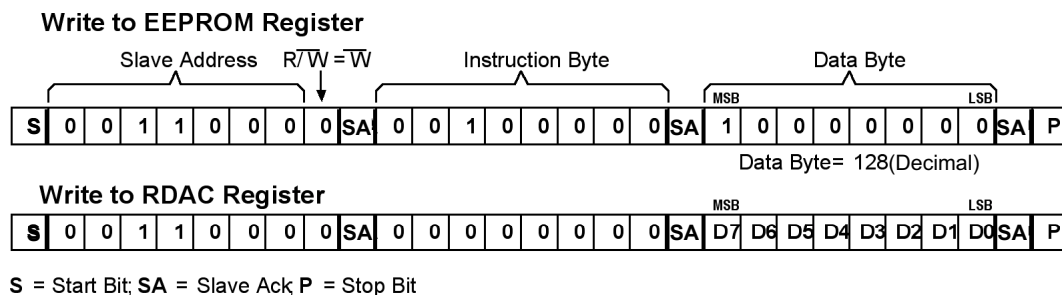 Write to EEPROM Register
Slave Address R/W̅ = W̅ Instruction Byte Data Byte
MSB LSB
S 0 0 1 1 0 0 0 0 SA 0 0 1 0 0 0 0 0 SA 1 0 0 0 0 0 0 0 SA P
Data Byte= 128(Decimal)
Write to RDAC Register
MSB LSB
S 0 0 1 1 0 0 0 0 SA 0 0 0 0 0 0 0 0 SA D7 D6 D5 D4 D3 D2 D1 D0 SA P
S = Start Bit; SA = Slave Ack; P = Stop Bit